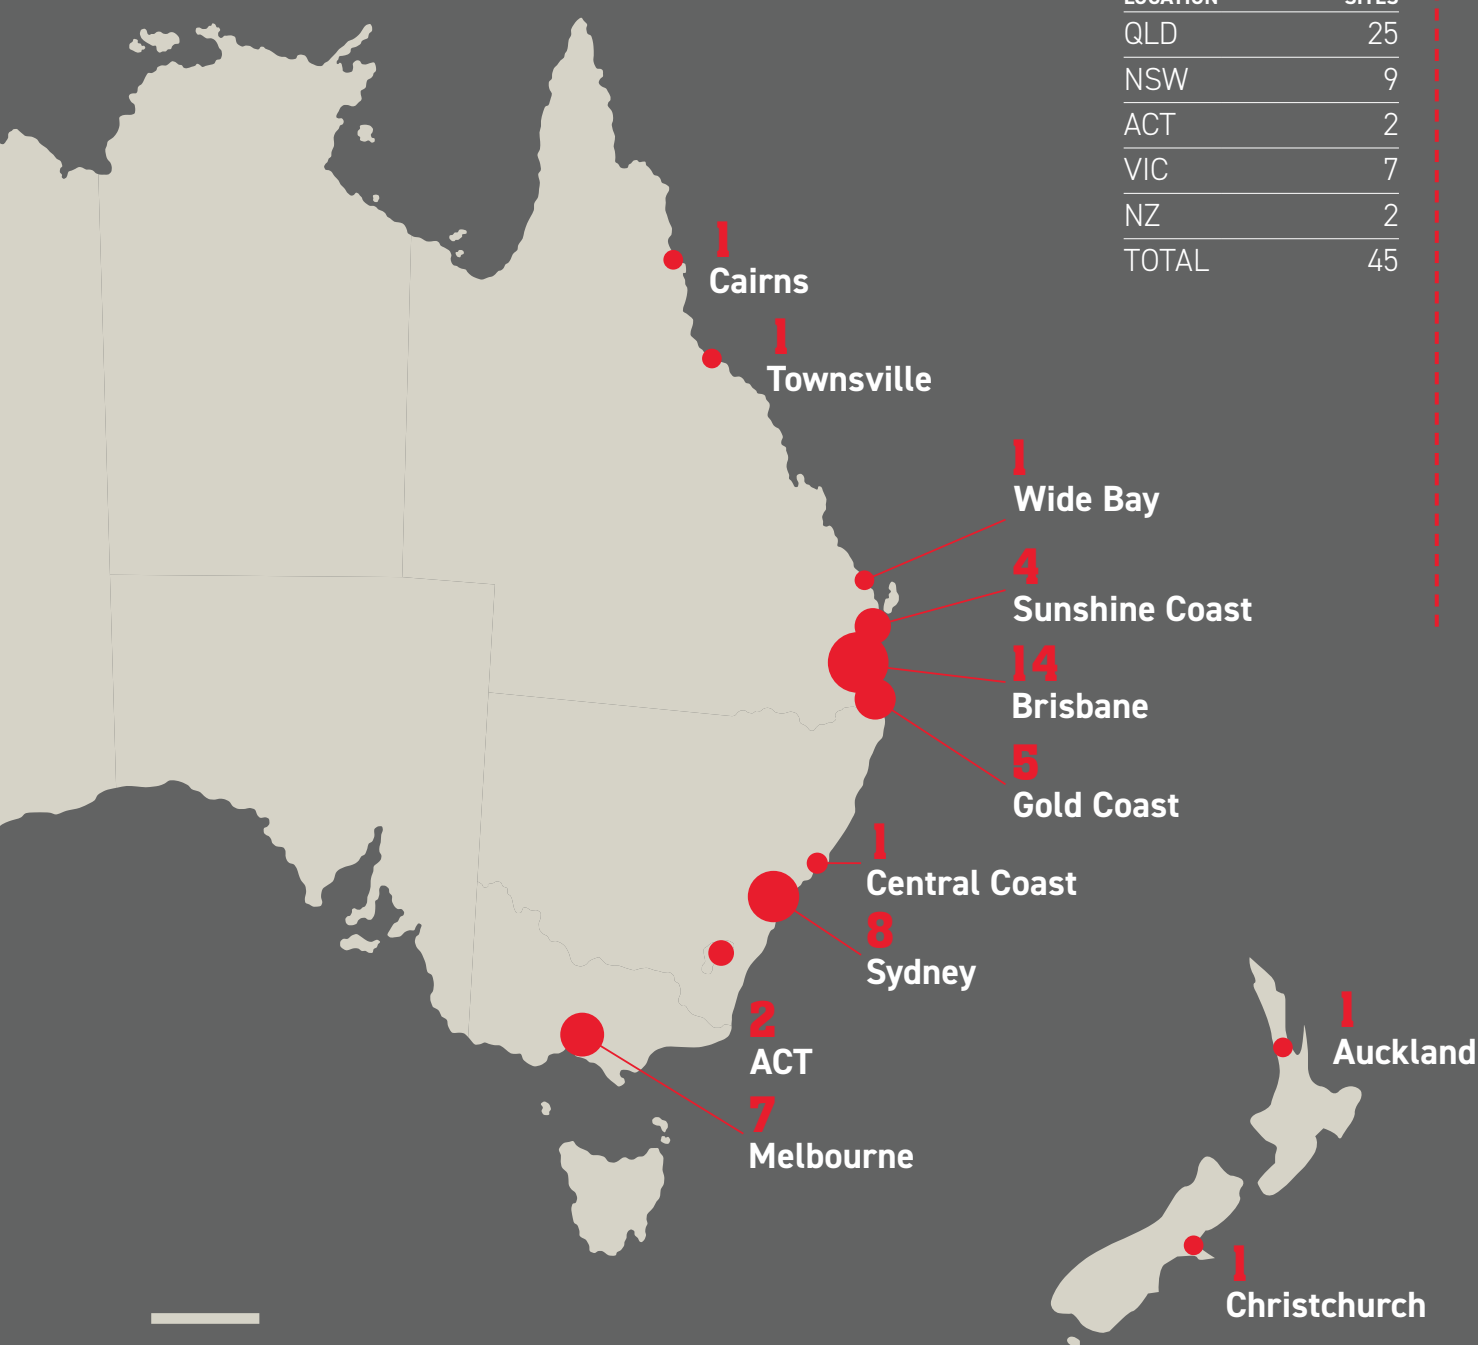 LOCATION SITES
QLD 25
NSW 9
ACT 2
VIC 7
NZ 2
TOTAL 45
1
Cairns
1
Townsville
1
Wide Bay
4
Sunshine Coast
14
Brisbane
5
Gold Coast
1
Central Coast
8
Sydney
2
ACT
7
Melbourne
1
Auckland
1
Christchurch